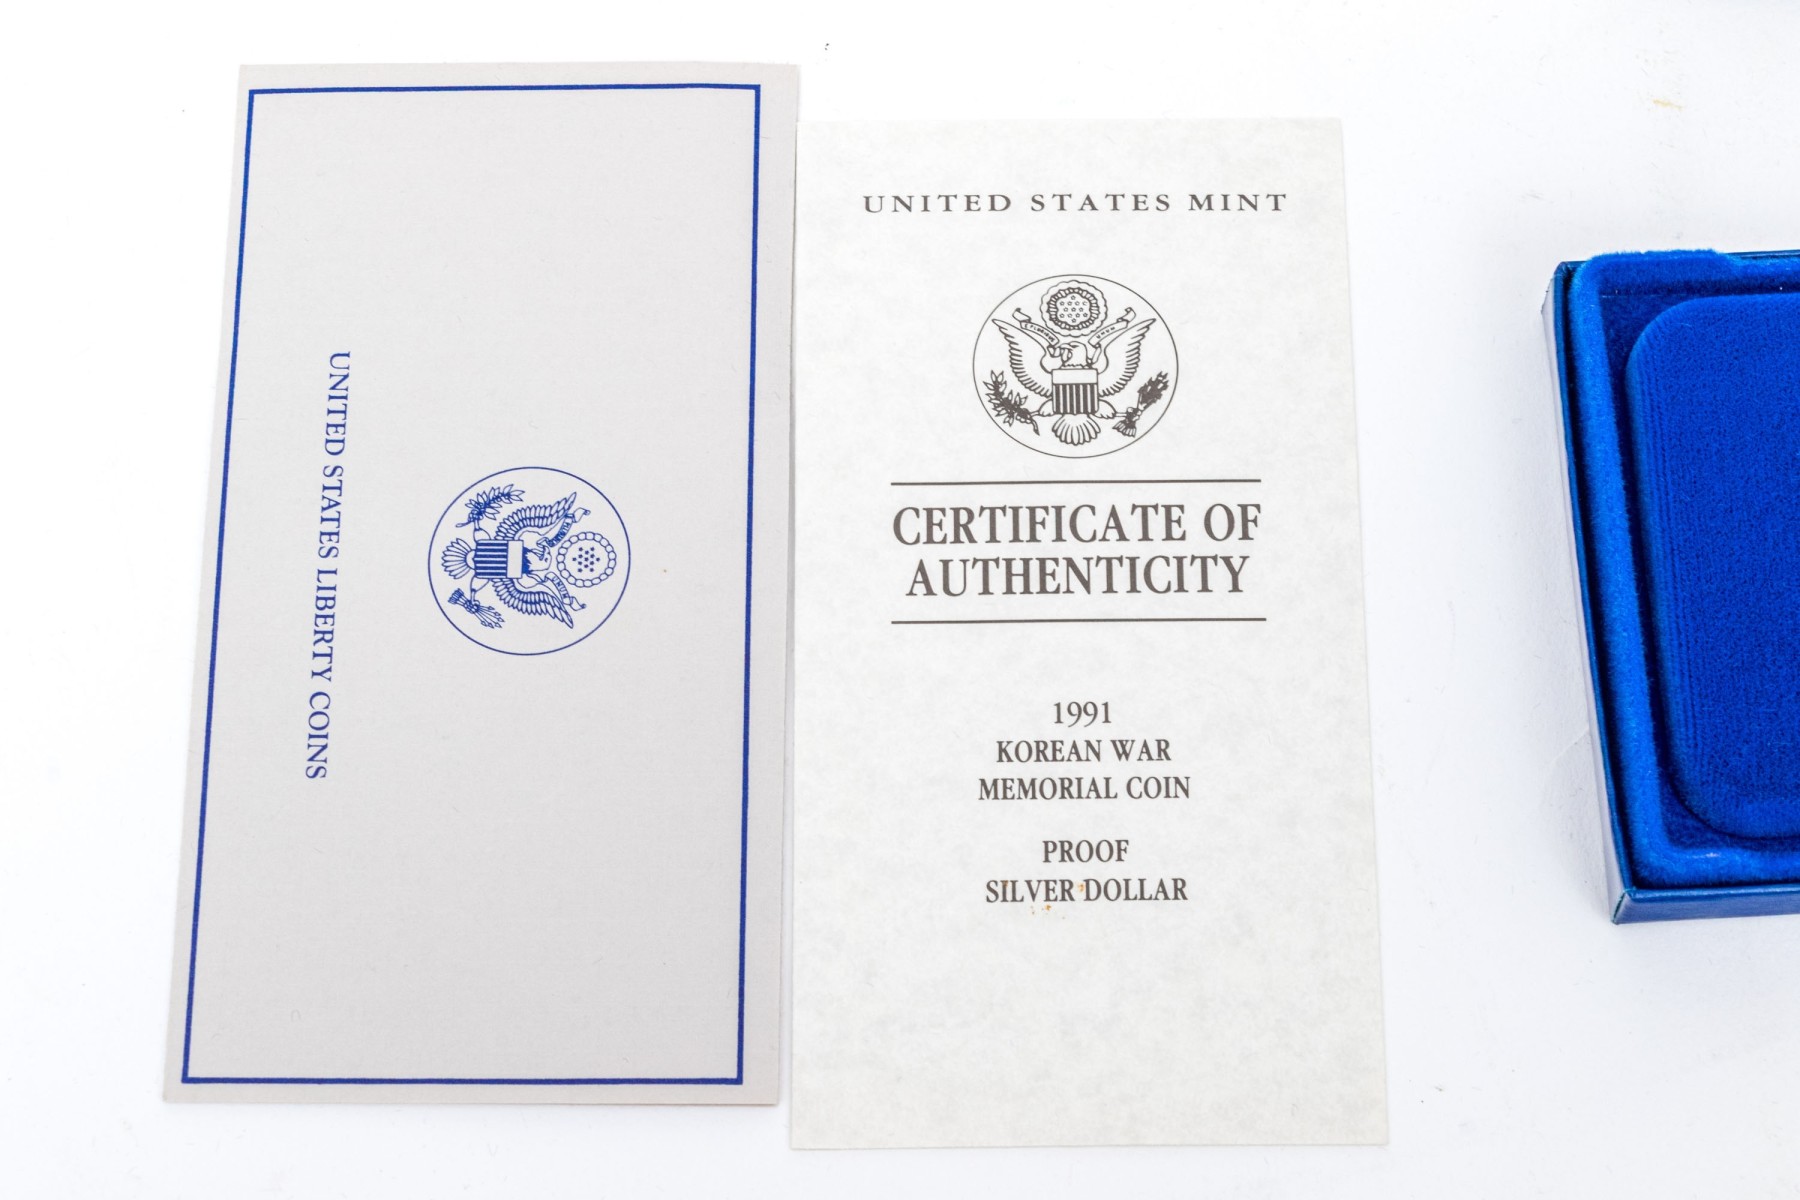 UNITED STATES LIBERTY COINS
UNITED STATES MINT
CERTIFICATE OF
AUTHENTICITY
1991
KOREAN WAR
MEMORIAL COIN
PROOF
SILVER DOLLAR